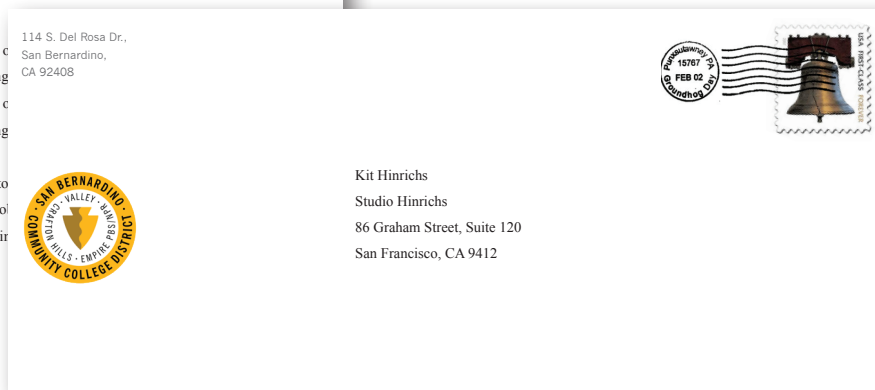 114 S. Del Rosa Dr.,
San Bernardino,
CA 92408
Punxsutawney PA
15767
FEB 02
Groundhog Day
USA FIRST-CLASS FOREVER
SAN BERNARDINO
COMMUNITY COLLEGE DISTRICT
VALLEY
CRAFTON HILLS · EMPIRE PBS/NPR
Kit Hinrichs
Studio Hinrichs
86 Graham Street, Suite 120
San Francisco, CA 9412